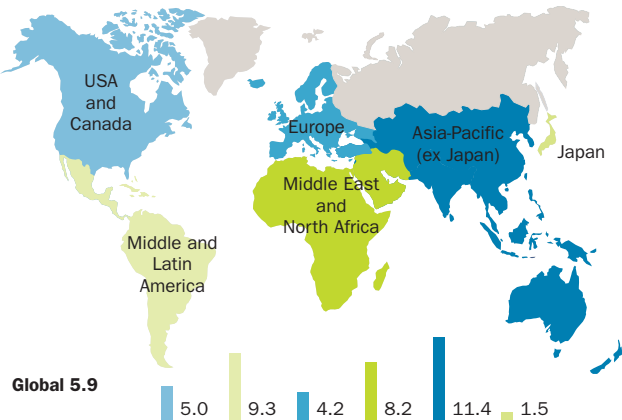 USA
and
Canada
Europe
Asia-Pacific
(ex Japan)
Japan
Middle East
and
North Africa
Middle and
Latin
America
Global 5.9
5.0 9.3 4.2 8.2 11.4 1.5